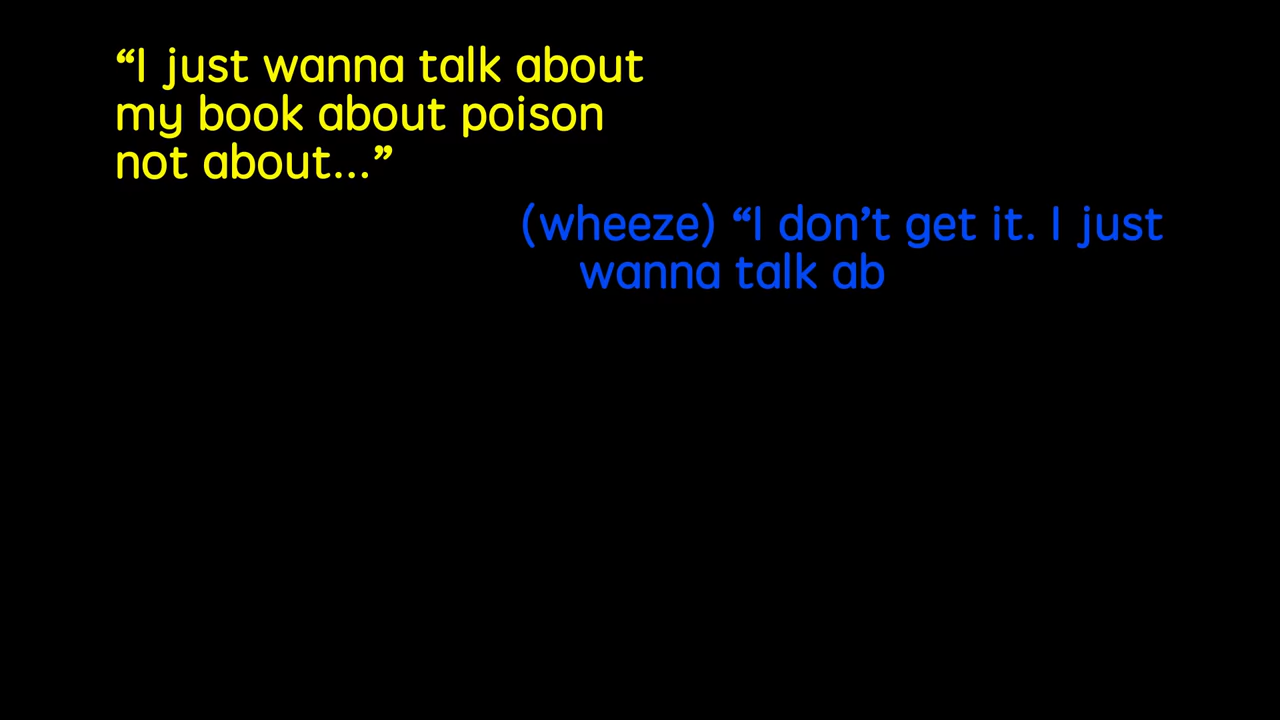 “I just wanna talk about
my book about poison
not about...”
(wheeze) “I don’t get it. I just
wanna talk ab